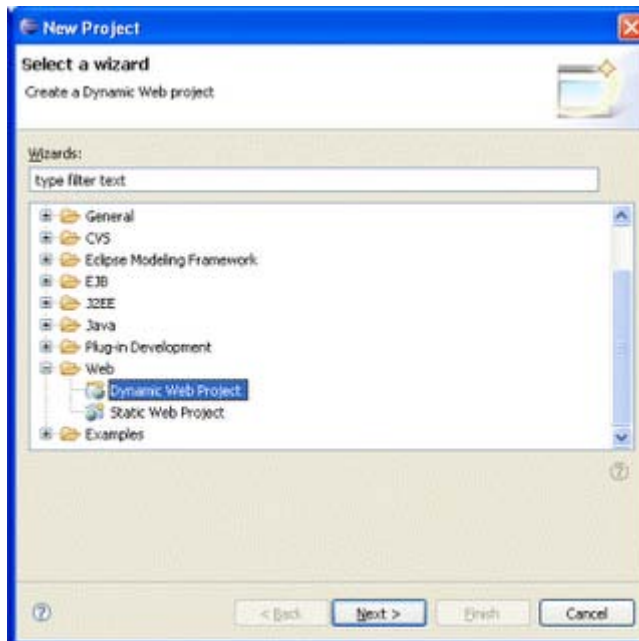 New Project
Select a wizard
Create a Dynamic Web project
Wizards:
type filter text
General
CVS
Eclipse Modeling Framework
EJB
J2EE
Java
Plug-in Development
Web
Dynamic Web Project
Static Web Project
Examples
< Back Next > Finish Cancel